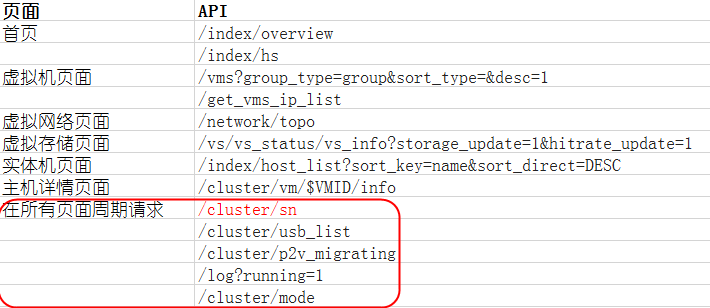 页面 API
首页 /index/overview
/index/hs
虚拟机页面 /vms?group_type=group&sort_type=&desc=1
/get_vms_ip_list
虚拟网络页面 /network/topo
虚拟存储页面 /vs/vs_status/vs_info?storage_update=1&hitrate_update=1
实体机页面 /index/host_list?sort_key=name&sort_direct=DESC
主机详情页面 /cluster/vm/$VMID/info
在所有页面周期请求 /cluster/sn
/cluster/usb_list
/cluster/p2v_migrating
/log?running=1
/cluster/mode